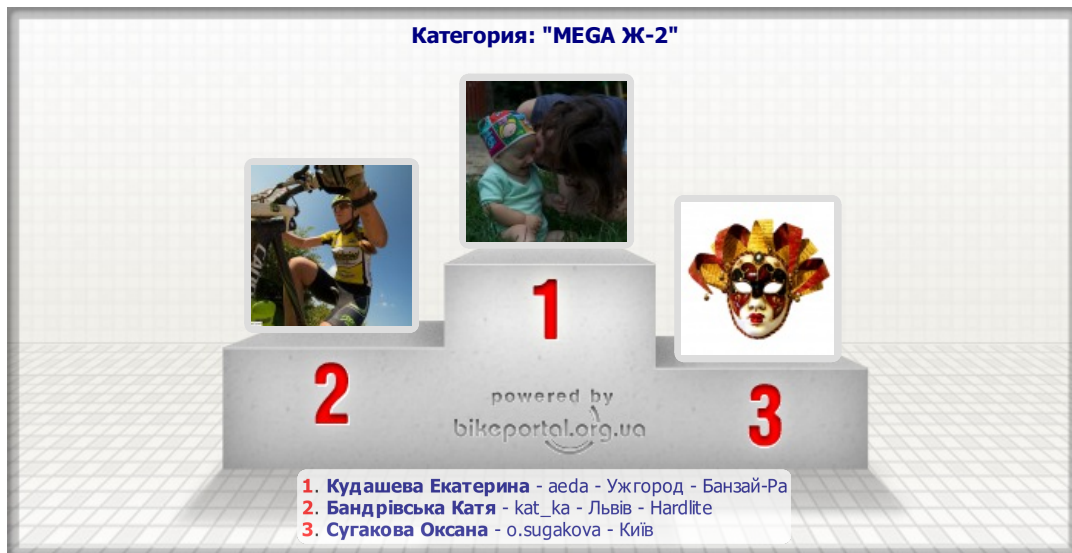 Категория: "MEGA Ж-2"
1
2
3
powered by
bikeportal.org.ua
1. Кудашева Екатерина - aeda - Ужгород - Банзай-Ра
2. Бандрівська Катя - kat_ka - Львів - Hardlite
3. Сугакова Оксана - o.sugakova - Київ